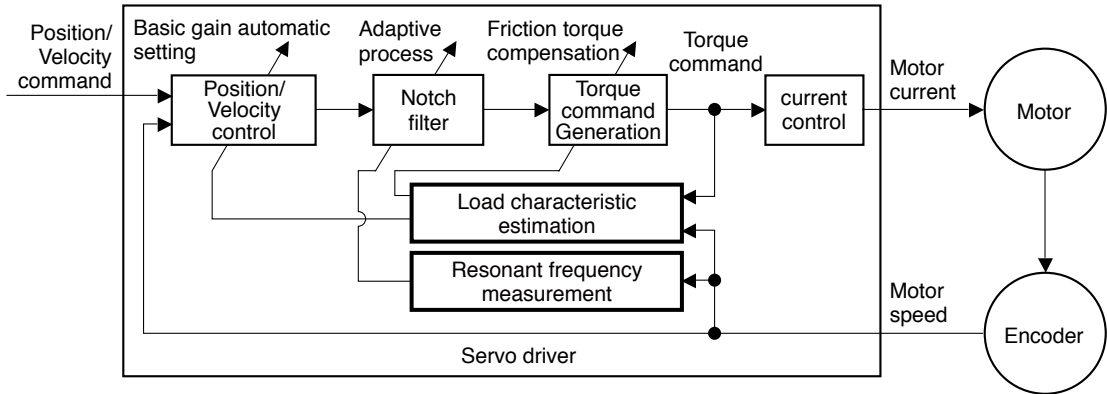 Position/
Velocity
command
Basic gain automatic
setting
Adaptive
process
Friction torque
compensation
Torque
command
Motor
current
Position/
Velocity
control
Notch
filter
Torque
command
Generation
current
control
Motor
Load characteristic
estimation
Resonant frequency
measurement
Motor
speed
Encoder
Servo driver